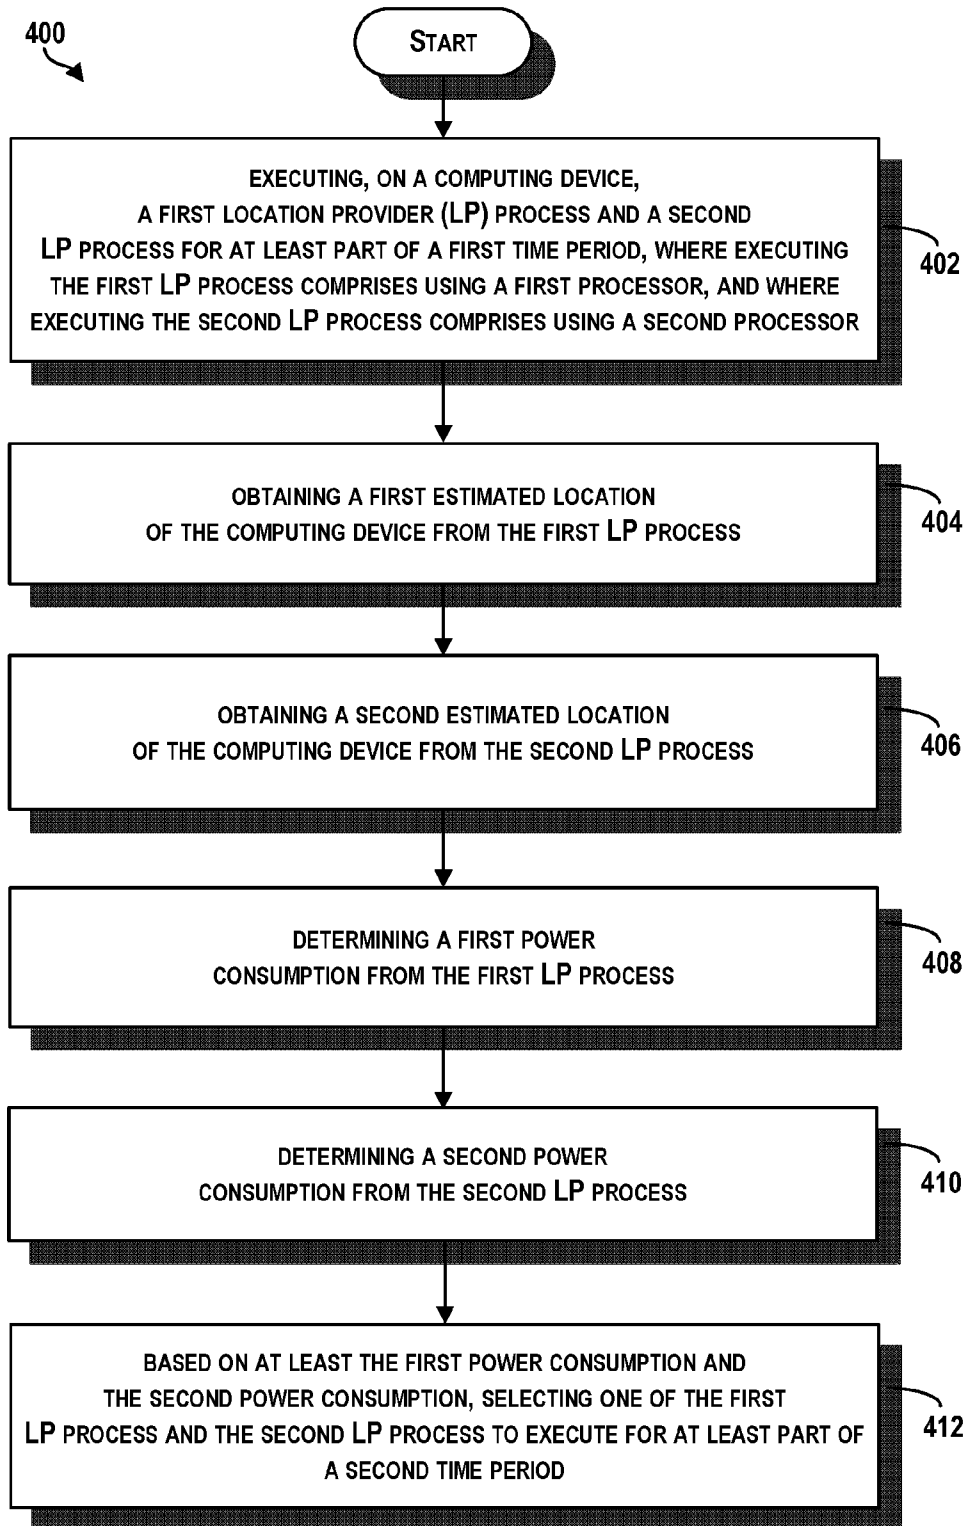 400
START
EXECUTING, ON A COMPUTING DEVICE,
A FIRST LOCATION PROVIDER (LP) PROCESS AND A SECOND
LP PROCESS FOR AT LEAST PART OF A FIRST TIME PERIOD, WHERE EXECUTING
THE FIRST LP PROCESS COMPRISES USING A FIRST PROCESSOR, AND WHERE
EXECUTING THE SECOND LP PROCESS COMPRISES USING A SECOND PROCESSOR
402
OBTAINING A FIRST ESTIMATED LOCATION
OF THE COMPUTING DEVICE FROM THE FIRST LP PROCESS
404
OBTAINING A SECOND ESTIMATED LOCATION
OF THE COMPUTING DEVICE FROM THE SECOND LP PROCESS
406
DETERMINING A FIRST POWER
CONSUMPTION FROM THE FIRST LP PROCESS
408
DETERMINING A SECOND POWER
CONSUMPTION FROM THE SECOND LP PROCESS
410
BASED ON AT LEAST THE FIRST POWER CONSUMPTION AND
THE SECOND POWER CONSUMPTION, SELECTING ONE OF THE FIRST
LP PROCESS AND THE SECOND LP PROCESS TO EXECUTE FOR AT LEAST PART OF
A SECOND TIME PERIOD
412